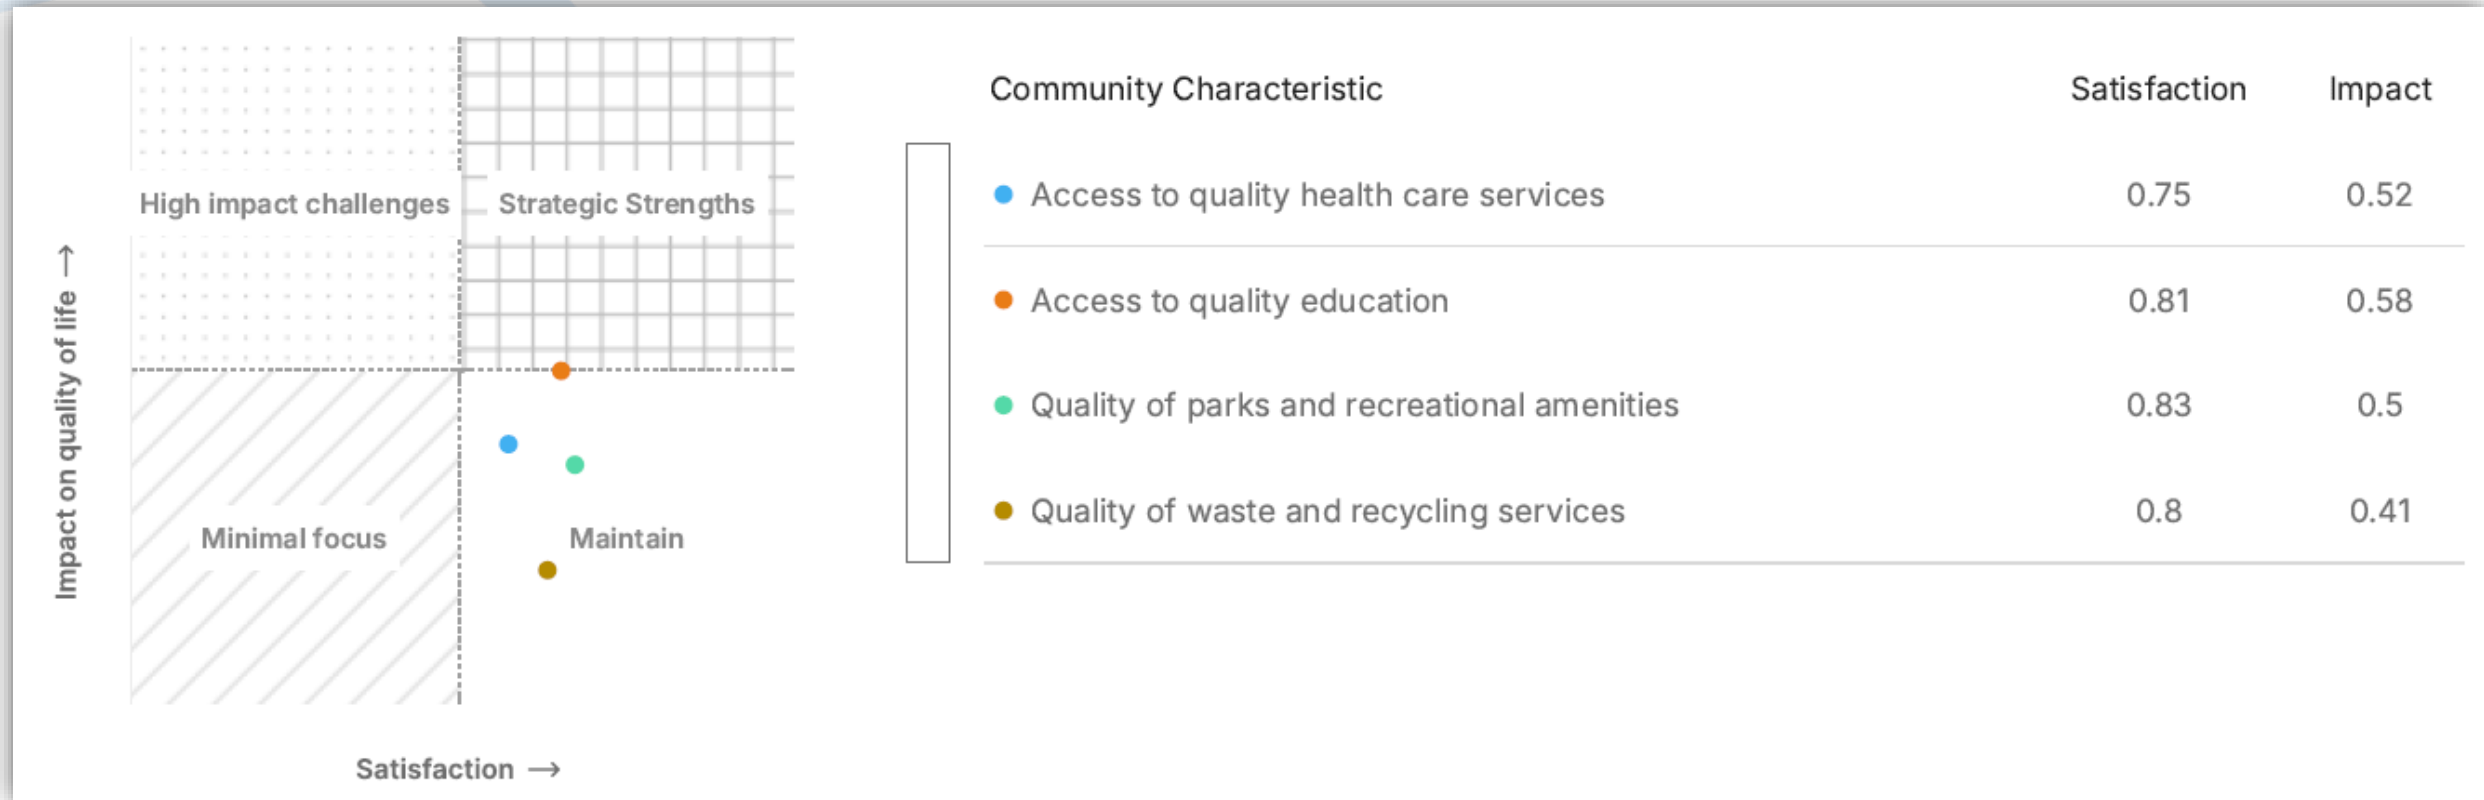 High impact challenges
Strategic Strengths
Minimal focus
Maintain
Impact on quality of life →
Satisfaction →
Community Characteristic Satisfaction Impact
Access to quality health care services 0.75 0.52
Access to quality education 0.81 0.58
Quality of parks and recreational amenities 0.83 0.5
Quality of waste and recycling services 0.8 0.41